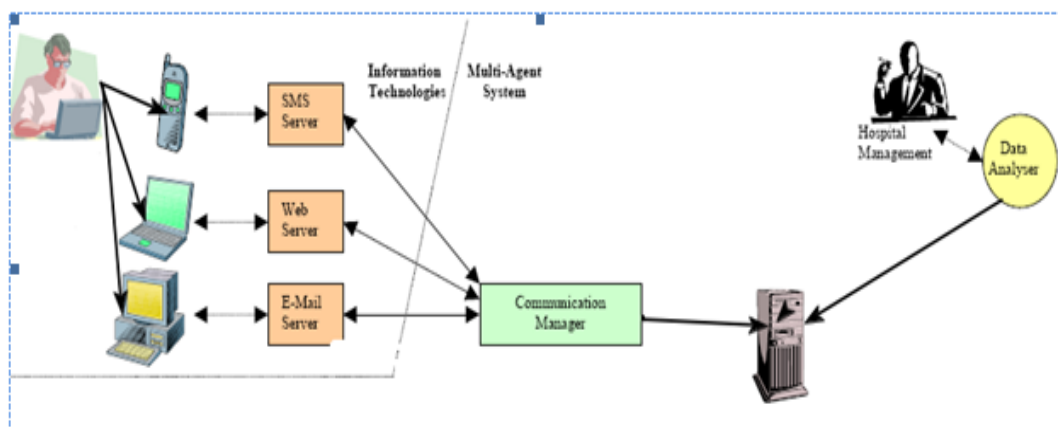 Information
Technologies
Multi-Agent
System
SMS
Server
Hospital
Management
Data
Analyser
Web
Server
E-Mail
Server
Communication
Manager